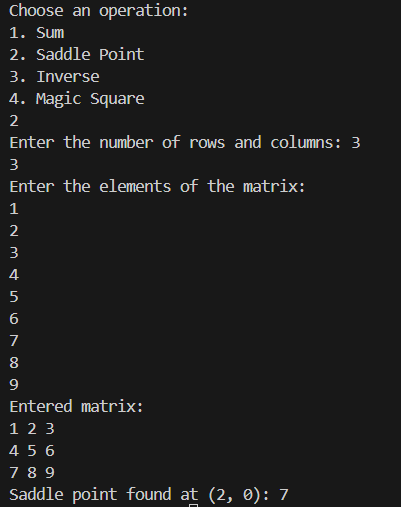 Choose an operation:
1. Sum
2. Saddle Point
3. Inverse
4. Magic Square
2
Enter the number of rows and columns: 3
3
Enter the elements of the matrix:
1
2
3
4
5
6
7
8
9
Entered matrix:
1 2 3
4 5 6
7 8 9
Saddle point found at (2, 0): 7